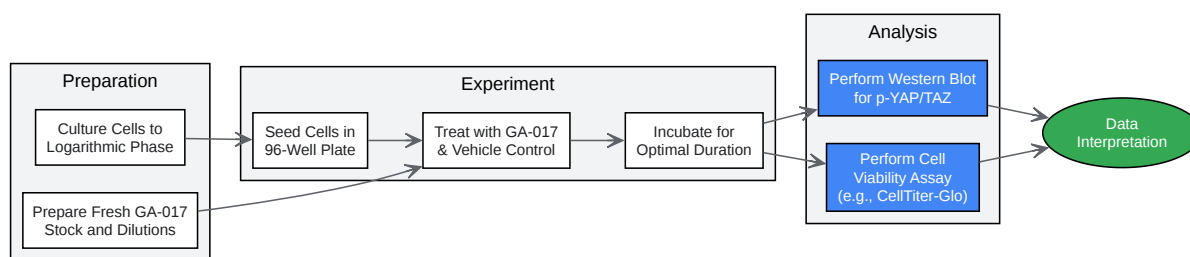 Preparation
Culture Cells to
Logarithmic Phase
Prepare Fresh GA-017
Stock and Dilutions
Experiment
Seed Cells in
96-Well Plate
Treat with GA-017
& Vehicle Control
Incubate for
Optimal Duration
Analysis
Perform Western Blot
for p-YAP/TAZ
Perform Cell
Viability Assay
(e.g., CellTiter-Glo)
Data
Interpretation